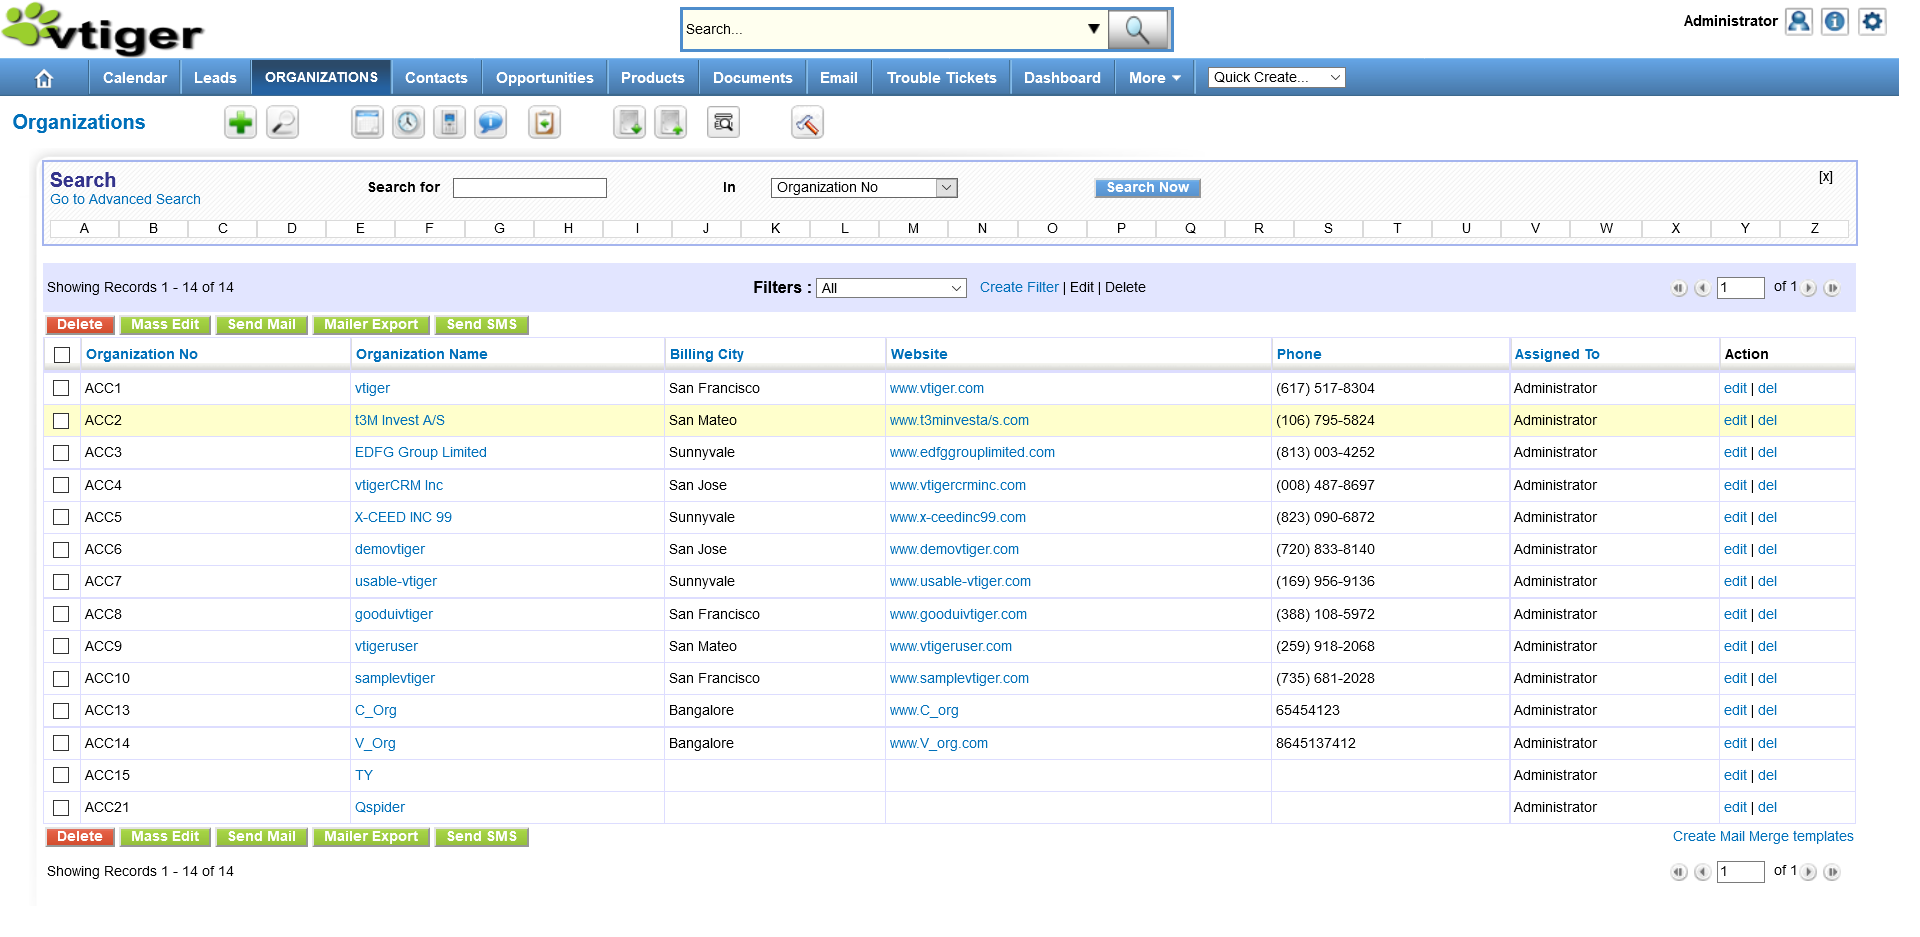 vtiger
Search...
Administrator
Calendar Leads ORGANIZATIONS Contacts Opportunities Products Documents Email Trouble Tickets Dashboard More Quick Create...
Organizations
Search
Go to Advanced Search
Search for In Organization No Search Now [x]
A B C D E F G H I J K L M N O P Q R S T U V W X Y Z
Showing Records 1 - 14 of 14 Filters : All Create Filter | Edit | Delete 1 of 1
Delete Mass Edit Send Mail Mailer Export Send SMS
Organization No Organization Name Billing City Website Phone Assigned To Action
ACC1 vtiger San Francisco www.vtiger.com (617) 517-8304 Administrator edit | del
ACC2 t3M Invest A/S San Mateo www.t3minvesta/s.com (106) 795-5824 Administrator edit | del
ACC3 EDFG Group Limited Sunnyvale www.edfggrouplimited.com (813) 003-4252 Administrator edit | del
ACC4 vtigerCRM Inc San Jose www.vtigercrminc.com (008) 487-8697 Administrator edit | del
ACC5 X-CEED INC 99 Sunnyvale www.x-ceedinc99.com (823) 090-6872 Administrator edit | del
ACC6 demovtiger San Jose www.demovtiger.com (720) 833-8140 Administrator edit | del
ACC7 usable-vtiger Sunnyvale www.usable-vtiger.com (169) 956-9136 Administrator edit | del
ACC8 gooduivtiger San Francisco www.gooduivtiger.com (388) 108-5972 Administrator edit | del
ACC9 vtigeruser San Mateo www.vtigeruser.com (259) 918-2068 Administrator edit | del
ACC10 samplevtiger San Francisco www.samplevtiger.com (735) 681-2028 Administrator edit | del
ACC13 C_Org Bangalore www.C_org 65454123 Administrator edit | del
ACC14 V_Org Bangalore www.V_org.com 8645137412 Administrator edit | del
ACC15 TY Administrator edit | del
ACC21 Qspider Administrator edit | del
Delete Mass Edit Send Mail Mailer Export Send SMS Create Mail Merge templates
Showing Records 1 - 14 of 14 1 of 1